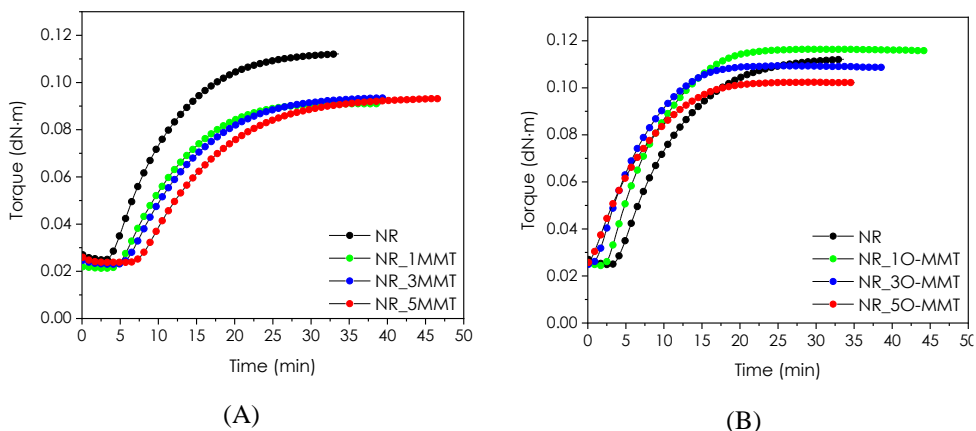 0.12
0.10
0.08
0.06
0.04
0.02
0.00
Torque (dN·m)
NR
NR_1MMT
NR_3MMT
NR_5MMT
0 5 10 15 20 25 30 35 40 45 50
Time (min)
(A)
0.12
0.10
0.08
0.06
0.04
0.02
0.00
Torque (dN·m)
NR
NR_1O-MMT
NR_3O-MMT
NR_5O-MMT
0 5 10 15 20 25 30 35 40 45 50
Time (min)
(B)